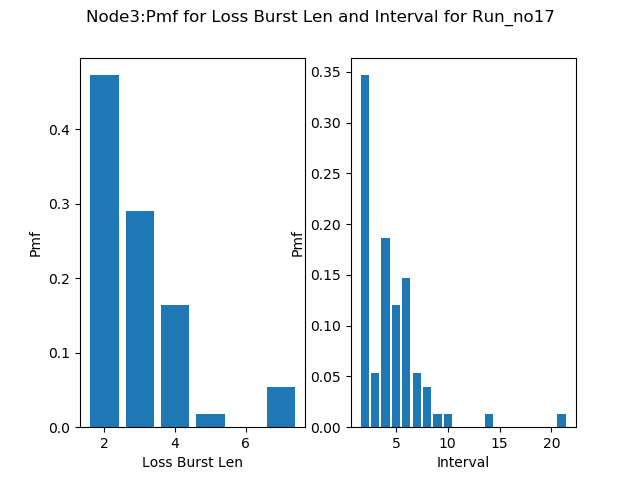 Node3:Pmf for Loss Burst Len and Interval for Run_no17
Pmf
0.4
0.3
0.2
0.1
0.0
2 4 6
Loss Burst Len
Pmf
0.35
0.30
0.25
0.20
0.15
0.10
0.05
0.00
5 10 15 20
Interval